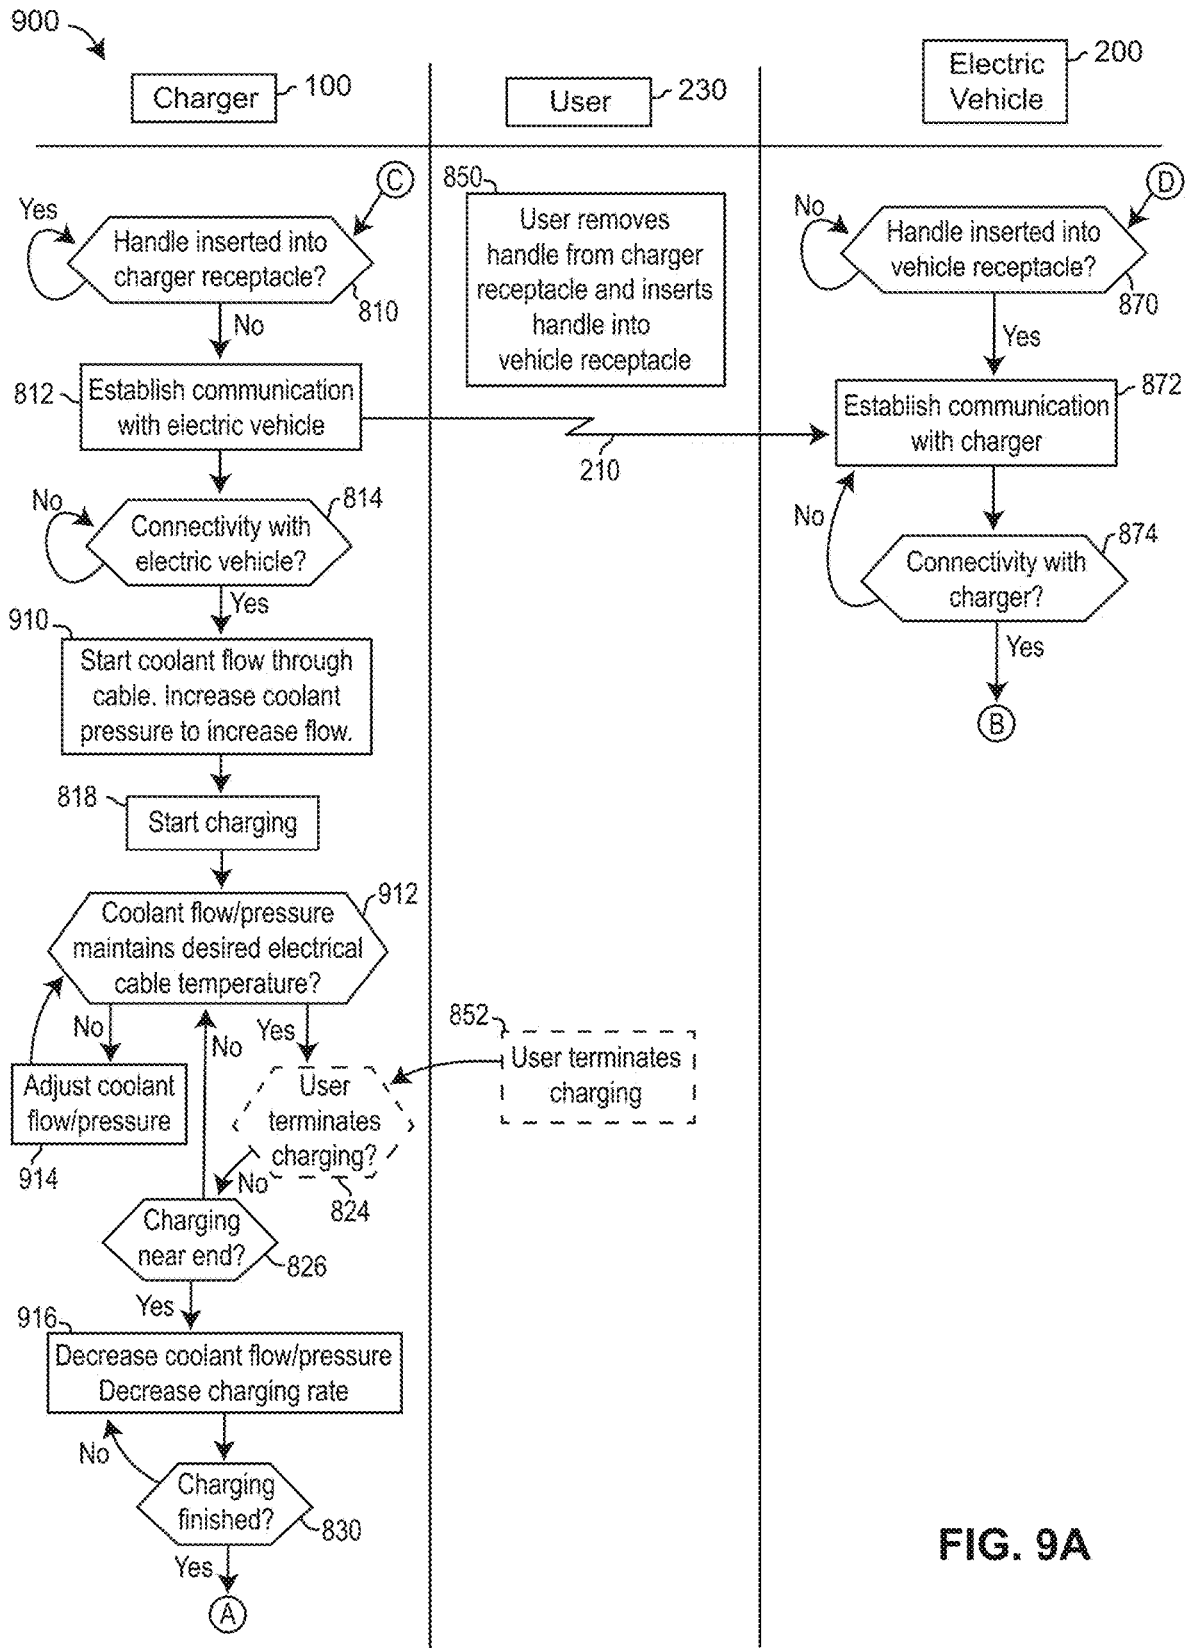 900
Charger
100
User
230
Electric
Vehicle
200
C
Yes
Handle inserted into
charger receptacle?
810
No
812
Establish communication
with electric vehicle
No
Connectivity with
electric vehicle?
814
Yes
910
Start coolant flow through
cable. Increase coolant
pressure to increase flow.
818
Start charging
Coolant flow/pressure
maintains desired electrical
cable temperature?
912
No
No
Yes
Adjust coolant
flow/pressure
914
User
terminates
charging?
824
No
Charging
near end?
826
Yes
916
Decrease coolant flow/pressure
Decrease charging rate
No
Charging
finished?
830
Yes
A
850
User removes
handle from charger
receptacle and inserts
handle into
vehicle receptacle
210
852
User terminates
charging
D
No
Handle inserted into
vehicle receptacle?
870
Yes
872
Establish communication
with charger
No
874
Connectivity with
charger?
Yes
B
FIG. 9A